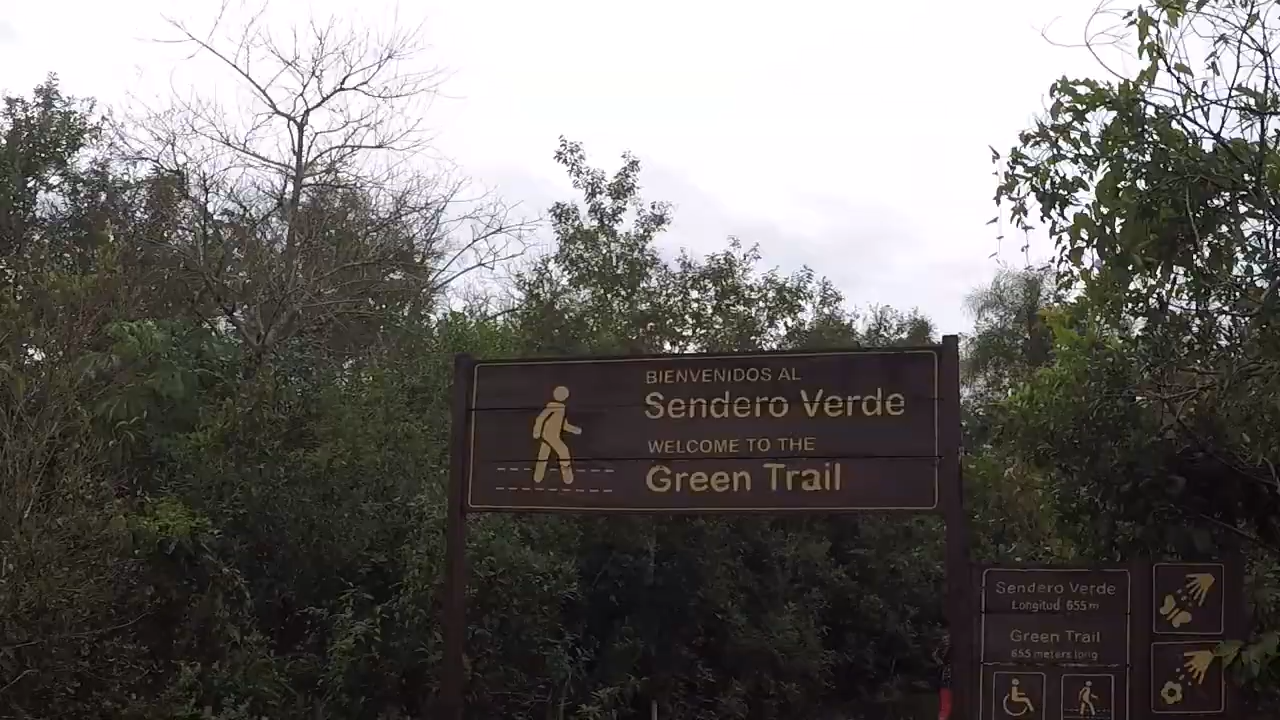 BIENVENIDOS AL
Sendero Verde
WELCOME TO THE
Green Trail
Sendero Verde
Longitud 655 m
Green Trail
655 meters long